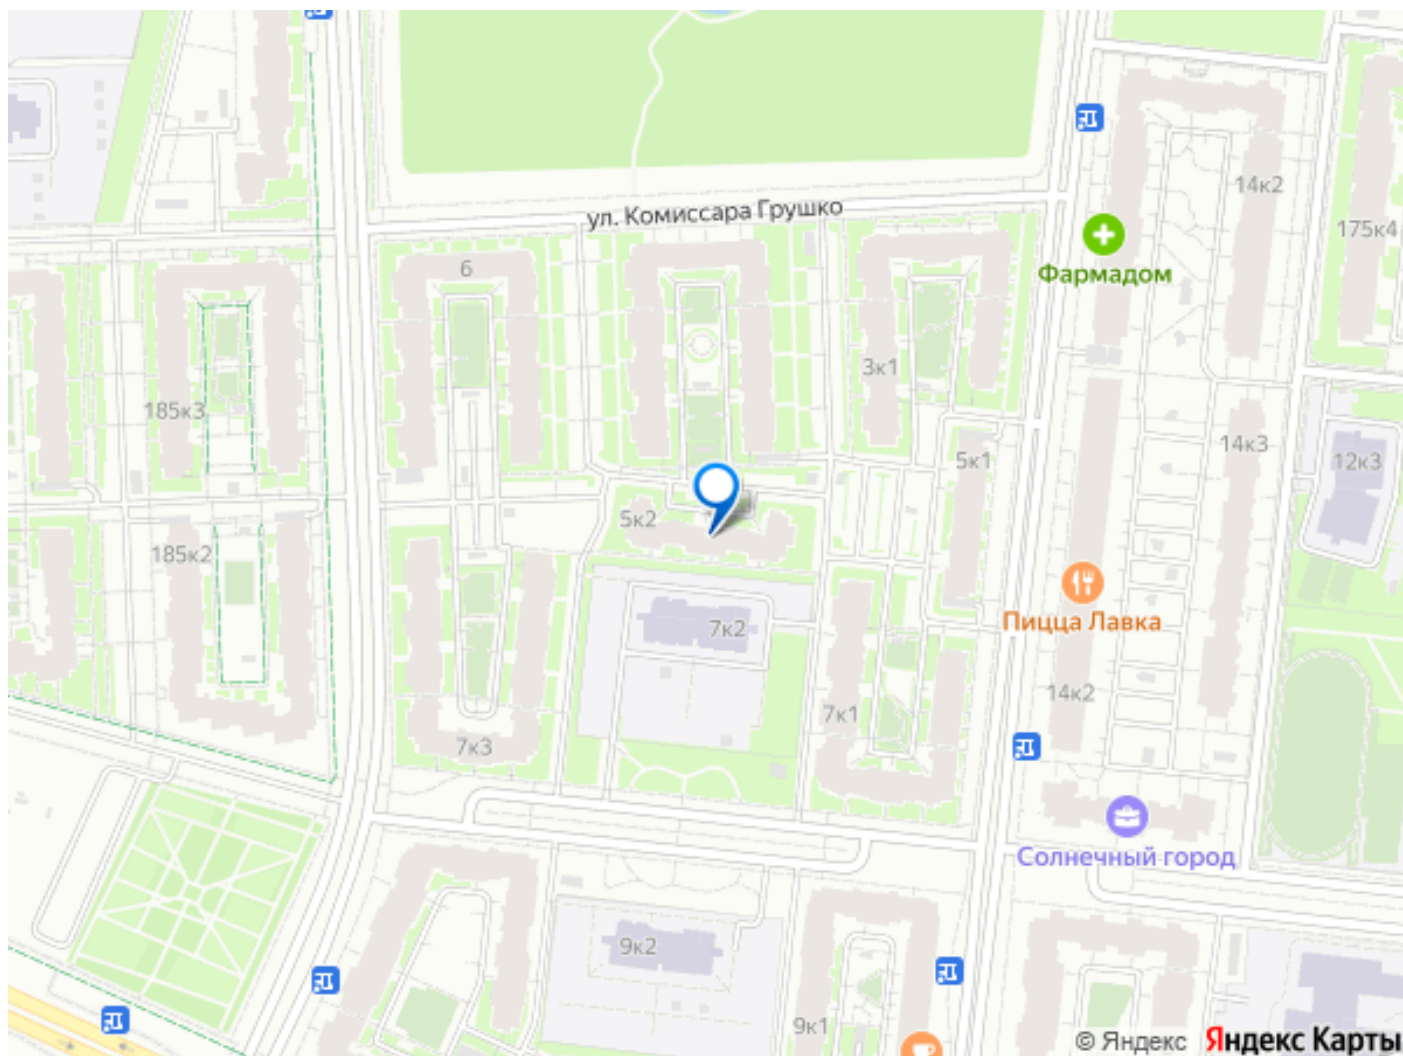 14к2
ул. Комиссара Грушко
175к4
6
Фармадом
3к1
185к3
14к3
5к1
12к3
5к2
185к2
Пицца Лавка
7к2
14к2
7к1
7к3
Солнечный город
9к2
9к1
© Яндекс Яндекс Карты